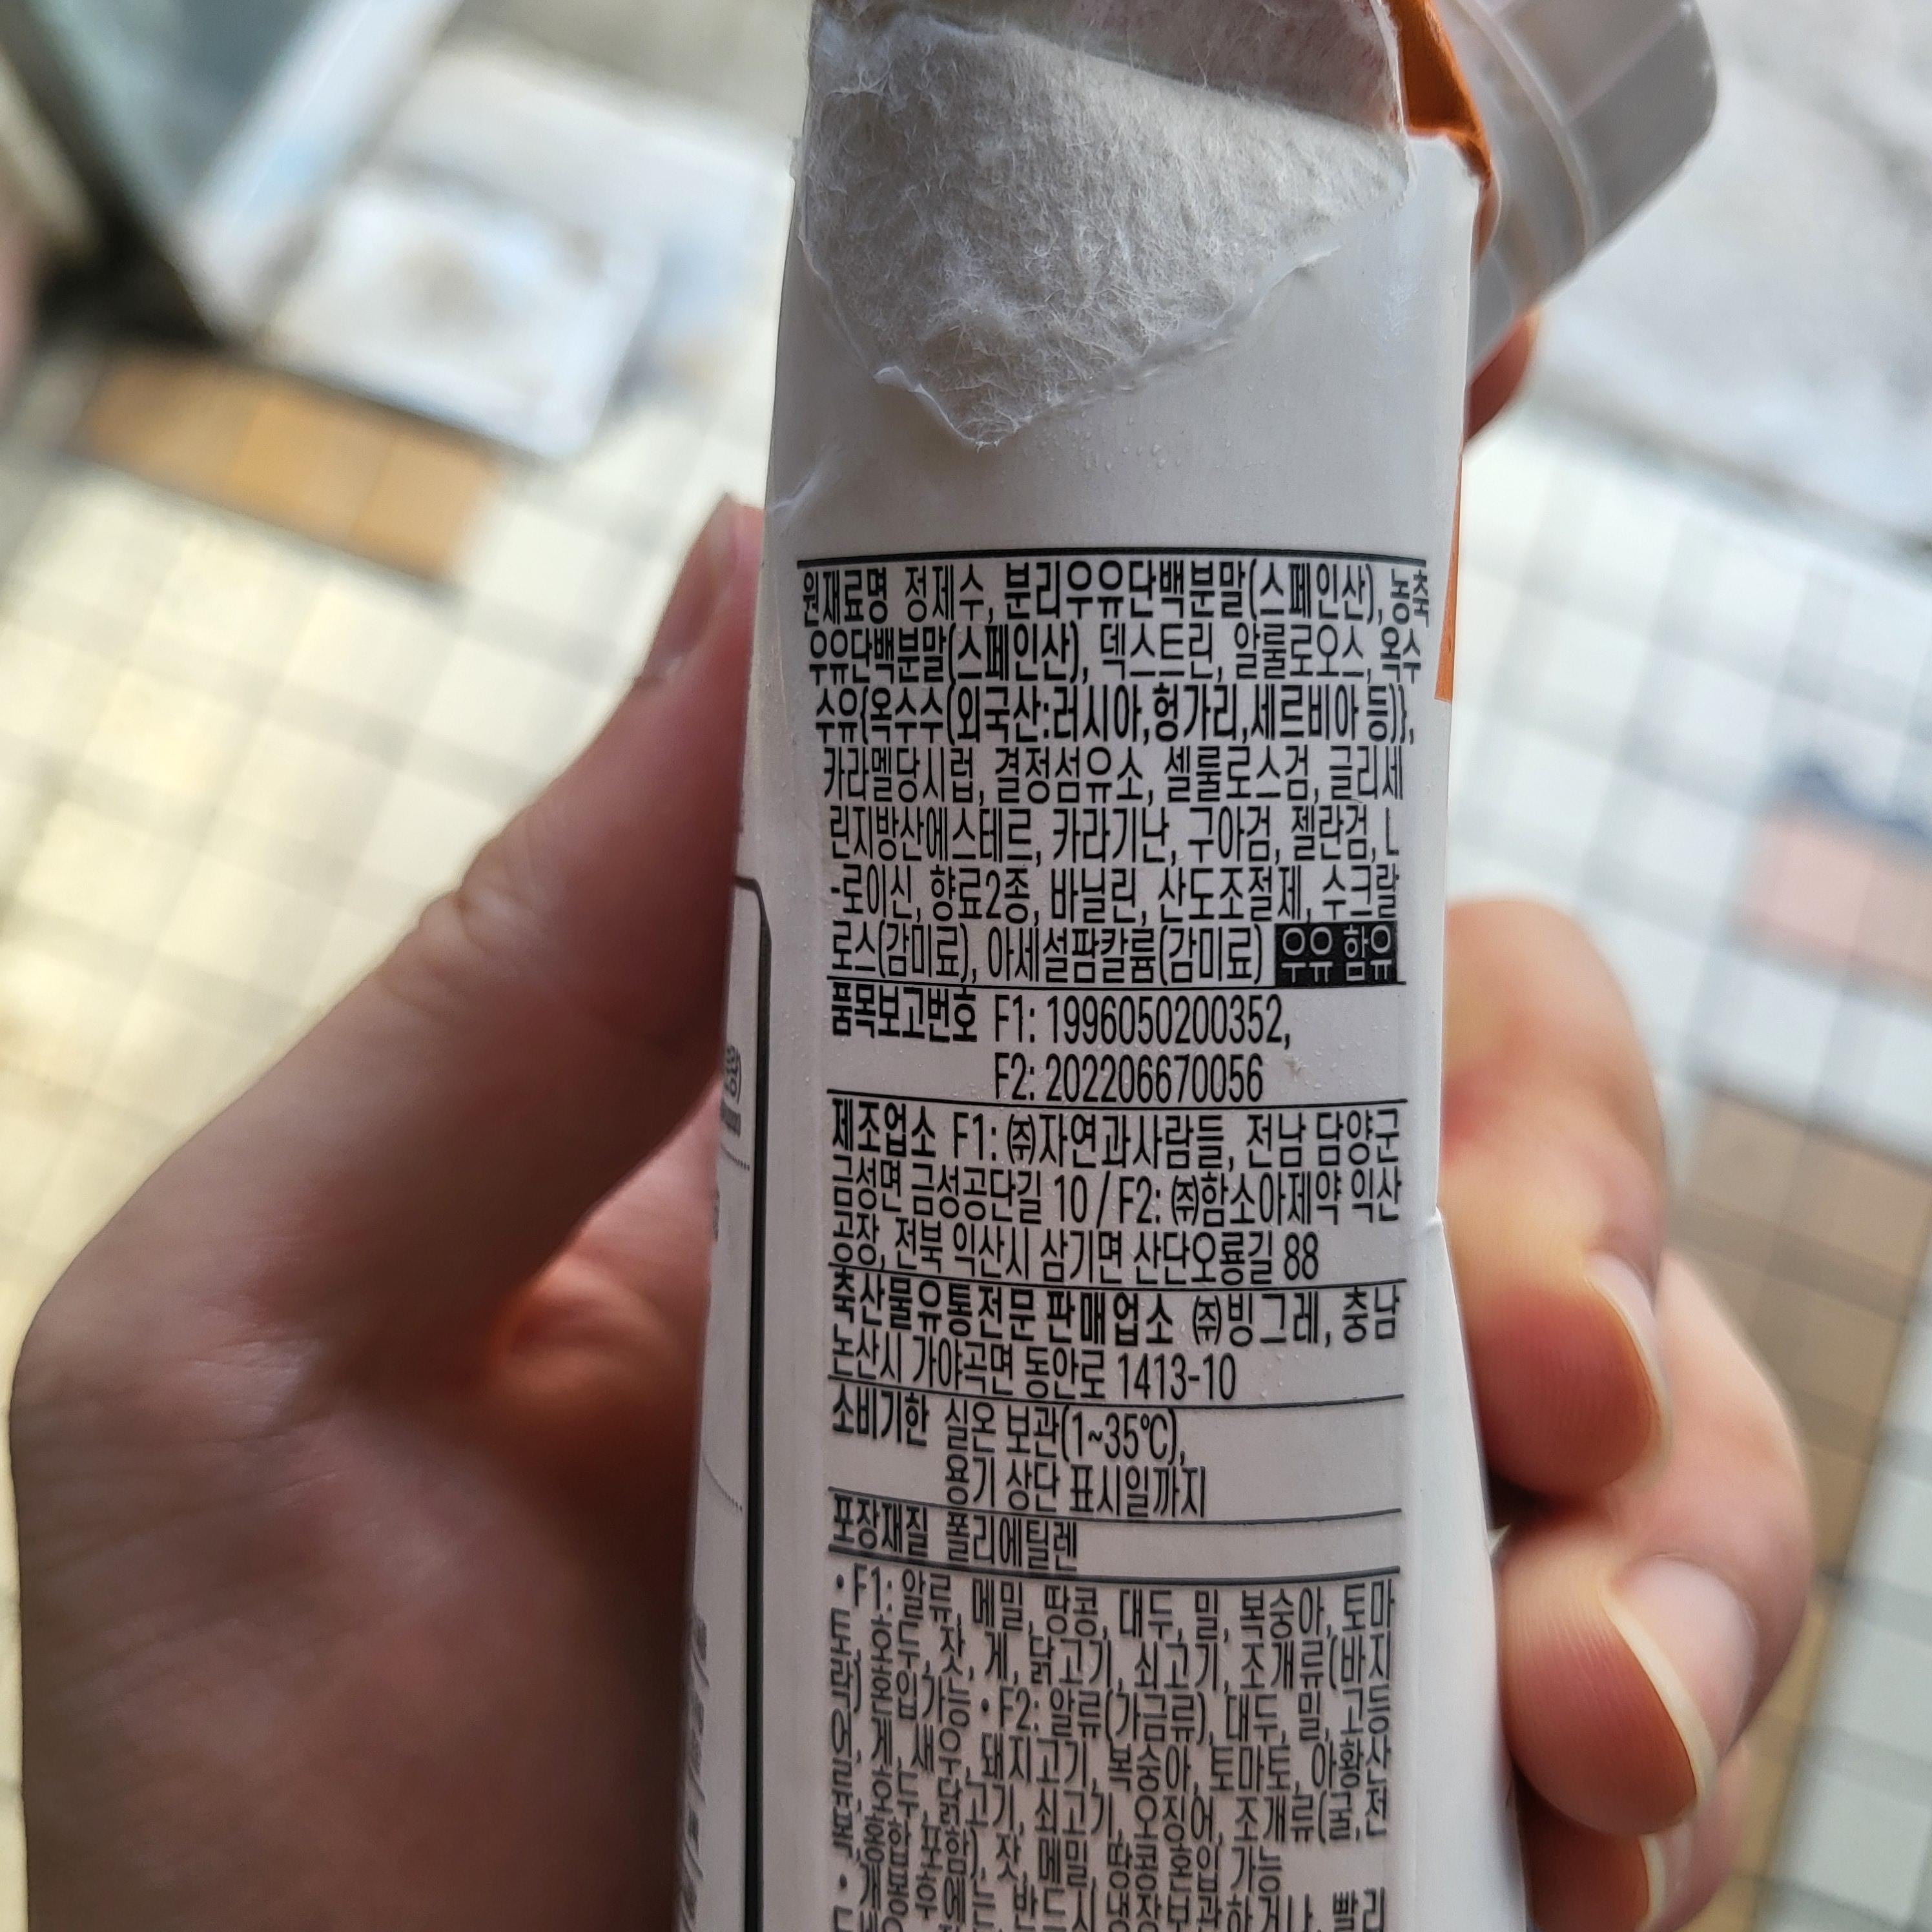 원재료명 정제수, 분리우유단백분말(스페인산), 농축
우유단백분말(스페인산), 덱스트린, 알룰로오스, 옥수
수유{옥수수(외국산:러시아,헝가리,세르비아 등)},
카라멜당시럽, 결정섬유소, 셀룰로스검, 글리세
린지방산에스테르, 카라기난, 구아검, 젤란검, L
-로이신, 향료2종, 바닐린, 산도조절제, 수크랄
로스(감미료), 아세설팜칼륨(감미료) 우유 함유
품목보고번호 F1: 1996050200352,
F2: 202206670056
제조업소 F1: ㈜자연과사람들, 전남 담양군
금성면 금성공단길 10 / F2: ㈜함소아제약 익산
공장, 전북 익산시 삼기면 산단오룡길 88
축산물유통전문판매업소 ㈜빙그레, 충남
논산시 가야곡면 동안로 1413-10
소비기한 실온 보관(1~35℃),
용기 상단 표시일까지
포장재질 폴리에틸렌
• F1: 알류, 메밀, 땅콩, 대두, 밀, 복숭아, 토마
토, 호두, 잣, 게, 닭고기, 쇠고기, 조개류(바지
락) 혼입가능 • F2: 알류(가금류), 대두, 밀, 고등
어, 게, 새우, 돼지고기, 복숭아, 토마토, 아황산
류, 호두, 닭고기, 쇠고기, 오징어, 조개류(굴, 전
복, 홍합 포함), 잣, 메밀, 땅콩 혼입 가능
• 개봉후에는 반드시 냉장보관하거나, 빨리